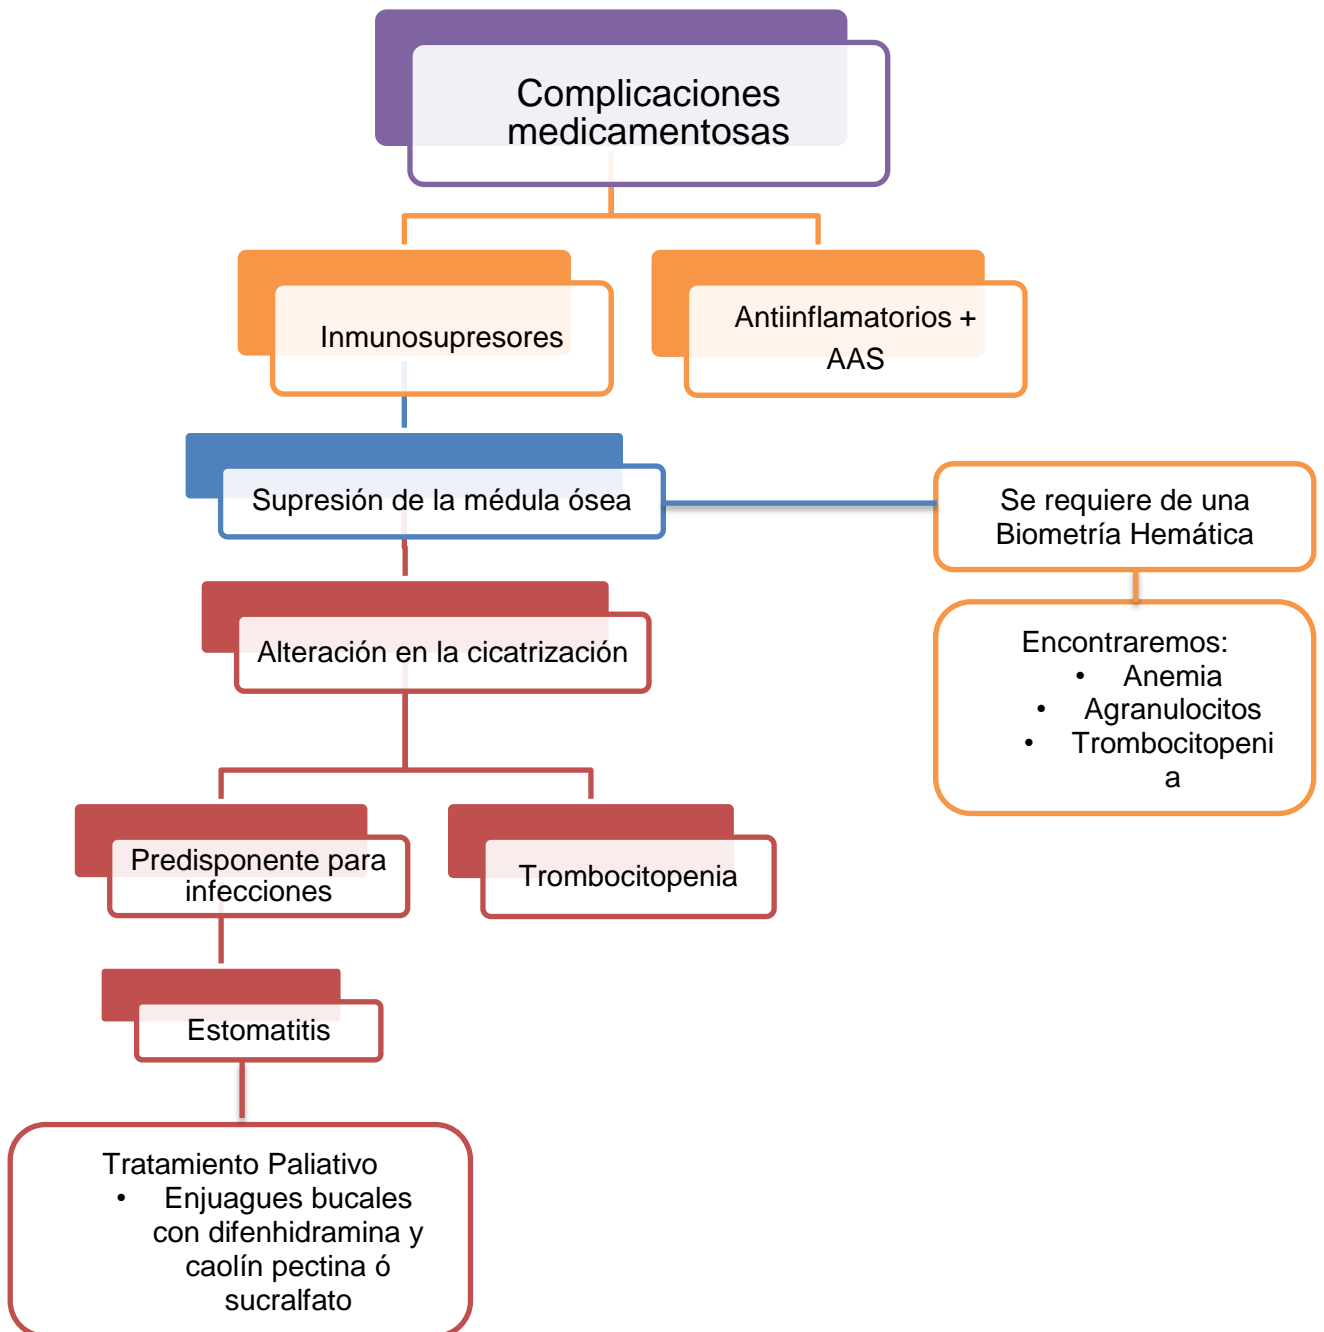 Complicaciones
medicamentosas
Inmunosupresores
Antiinflamatorios +
AAS
Supresión de la médula ósea
Se requiere de una
Biometría Hemática
Alteración en la cicatrización
Encontraremos:
• Anemia
• Agranulocitos
• Trombocitopeni
a
Predisponente para
infecciones
Trombocitopenia
Estomatitis
Tratamiento Paliativo
• Enjuagues bucales
con difenhidramina y
caolín pectina ó
sucralfato